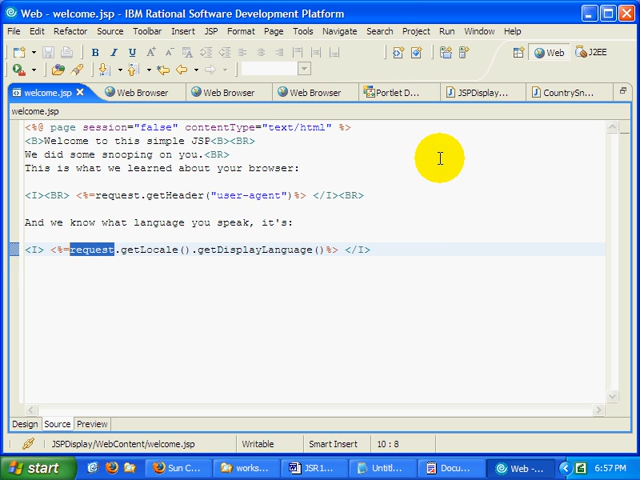 Web - welcome.jsp - IBM Rational Software Development Platform
File Edit Refactor Source Toolbar Insert JSP Format Page Tools Navigate Search Project Run Window Help
Web J2EE
welcome.jsp Web Browser Web Browser Web Browser Portlet D... JSPDisplay... CountrySn...
welcome.jsp
<%@ page session="false" contentType="text/html" %>
<B>Welcome to this simple JSP<B><BR>
We did some snooping on you.<BR>
This is what we learned about your browser:
<I><BR> <%=request.getHeader("user-agent")%> </I><BR>
And we know what language you speak, it's:
<I> <%=request.getLocale().getDisplayLanguage()%> </I>
Design Source Preview
JSPDisplay/WebContent/welcome.jsp Writable Smart Insert 10 : 8
start Sun C... works... JSR1... Untitl... Docu... Web -... 6:57 PM